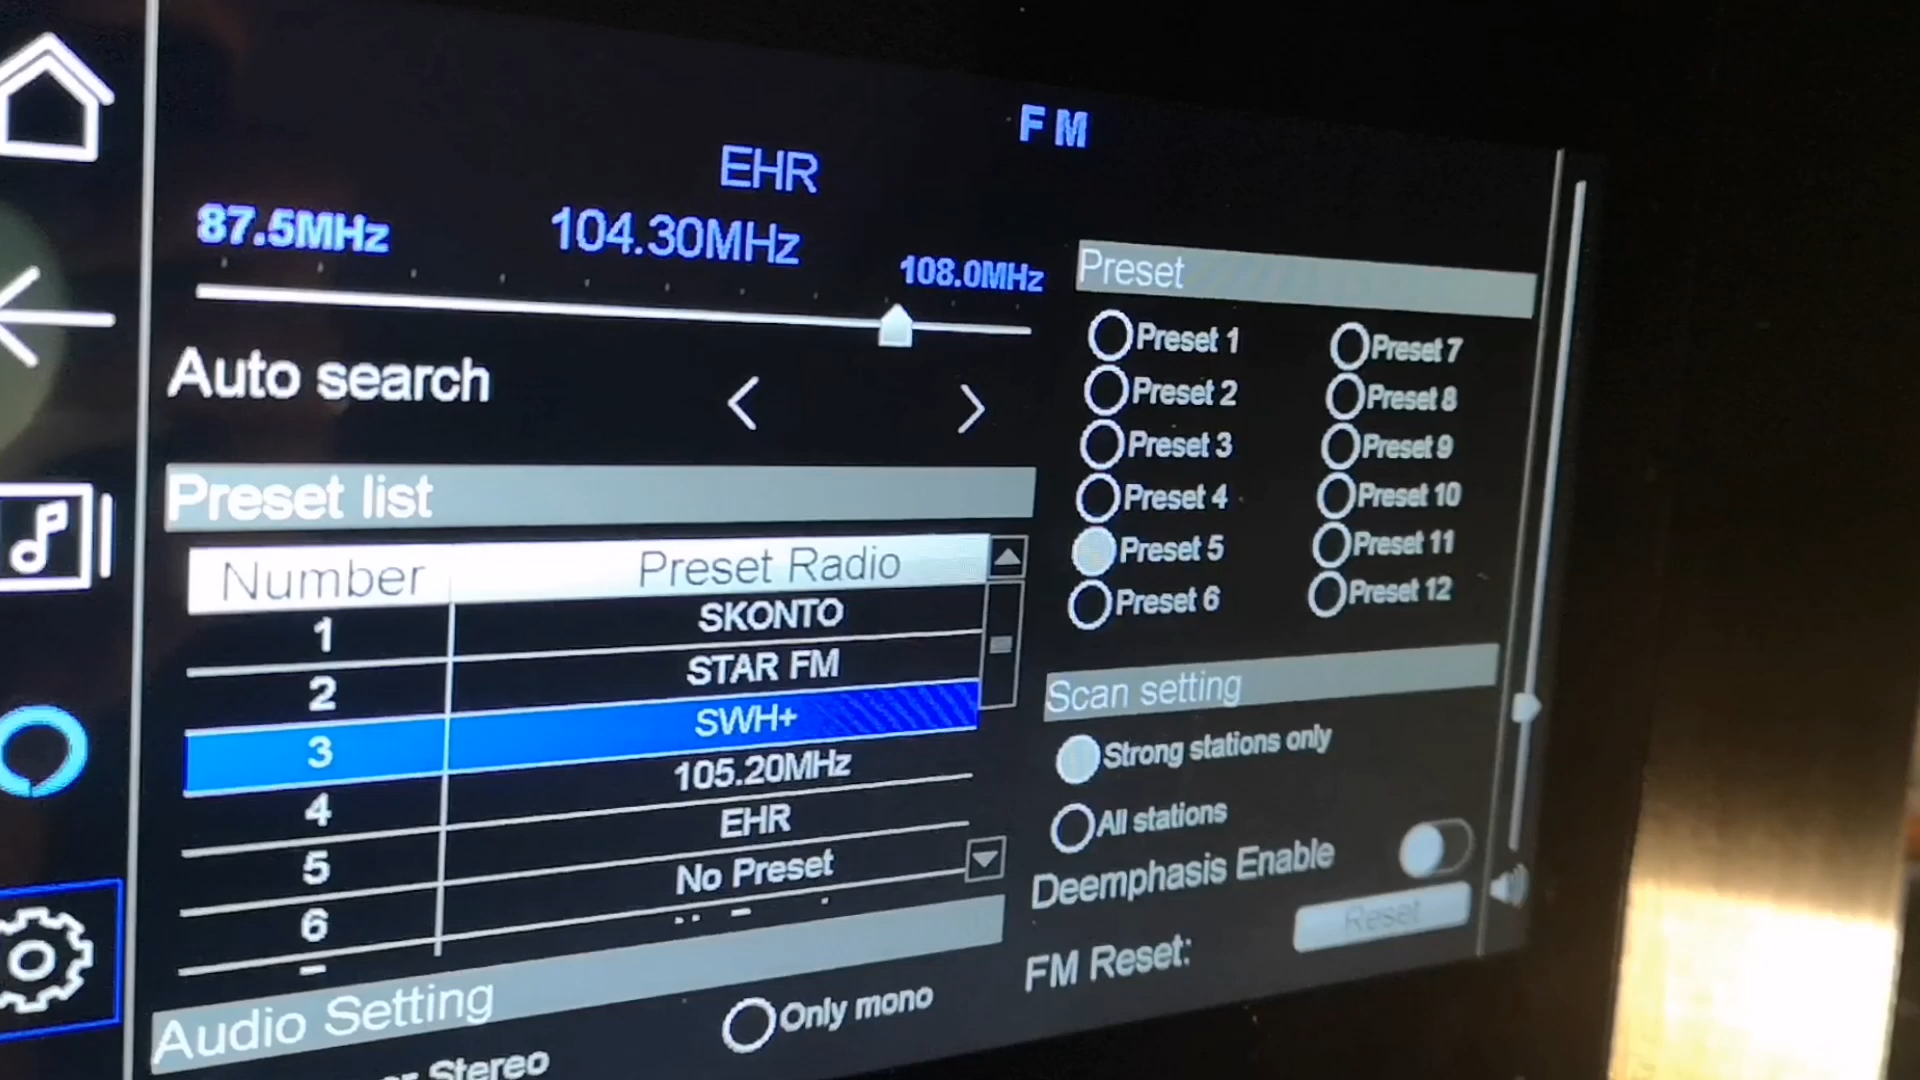 FM
EHR
87.5MHz 104.30MHz 108.0MHz
Auto search
Preset list
Number Preset Radio
1 SKONTO
2 STAR FM
3 SWH+
4 105.20MHz
5 EHR
6 No Preset
Audio Setting
Stereo
Only mono
Preset
Preset 1 Preset 7
Preset 2 Preset 8
Preset 3 Preset 9
Preset 4 Preset 10
Preset 5 Preset 11
Preset 6 Preset 12
Scan setting
Strong stations only
All stations
Deemphasis Enable
FM Reset: Reset